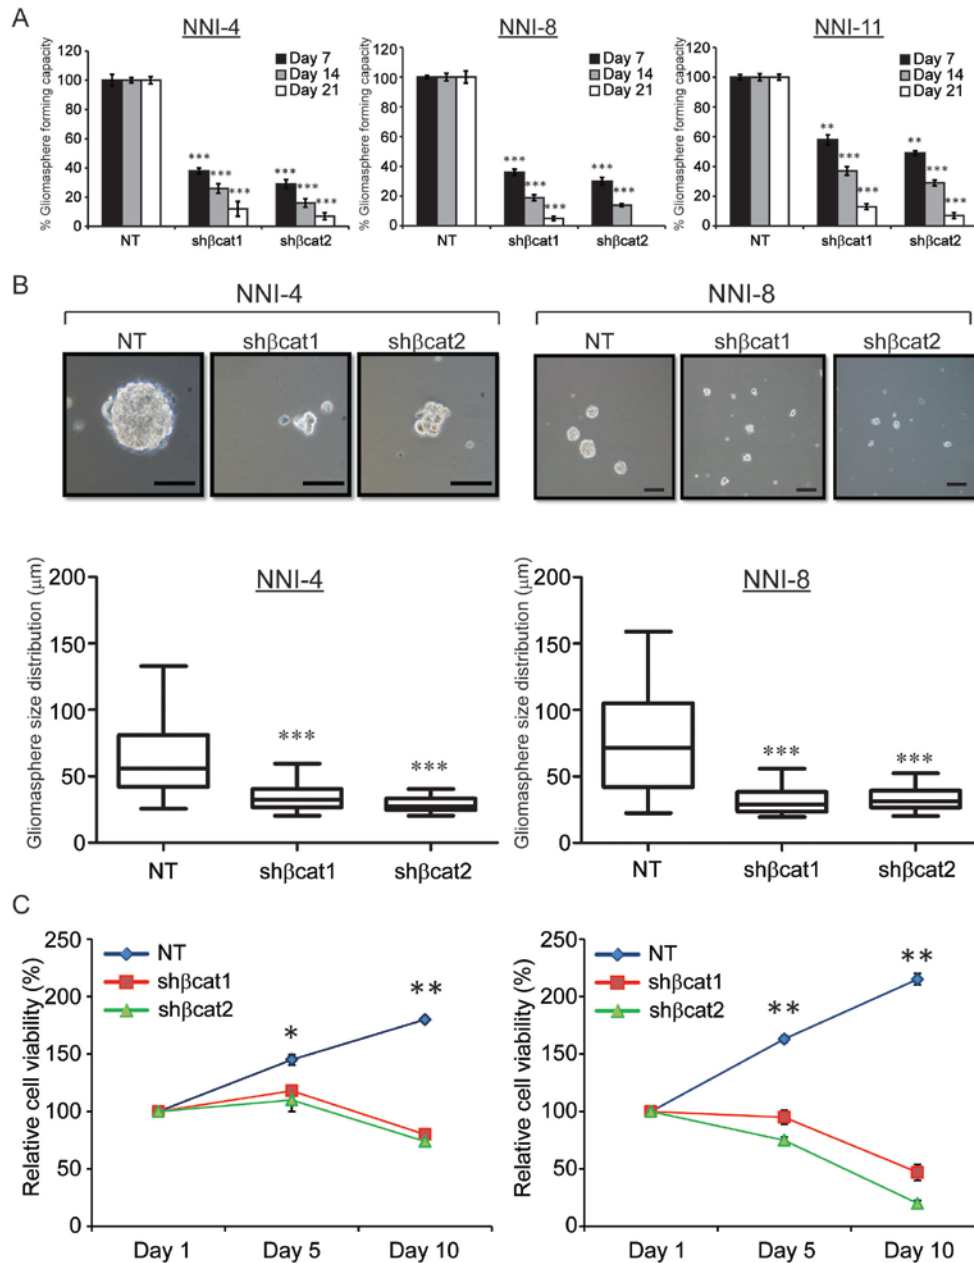 A
NNI-4
NNI-8
NNI-11
% Gliomasphere forming capacity
120
100
80
60
40
20
0
Day 7
Day 14
Day 21
***
***
***
***
***
***
NT
shβcat1
shβcat2
% Gliomasphere forming capacity
120
100
80
60
40
20
0
Day 7
Day 14
Day 21
***
***
***
***
***
NT
shβcat1
shβcat2
% Gliomasphere forming capacity
120
100
80
60
40
20
0
Day 7
Day 14
Day 21
**
***
***
**
***
***
NT
shβcat1
shβcat2
B
NNI-4
NT
shβcat1
shβcat2
NNI-8
NT
shβcat1
shβcat2
Gliomasphere size distribution (µm)
200
150
100
50
0
NNI-4
***
***
NT
shβcat1
shβcat2
Gliomasphere size distribution (µm)
200
150
100
50
0
NNI-8
***
***
NT
shβcat1
shβcat2
C
Relative cell viability (%)
250
200
150
100
50
0
NT
shβcat1
shβcat2
*
**
Day 1
Day 5
Day 10
Relative cell viability (%)
250
200
150
100
50
0
NT
shβcat1
shβcat2
**
**
Day 1
Day 5
Day 10